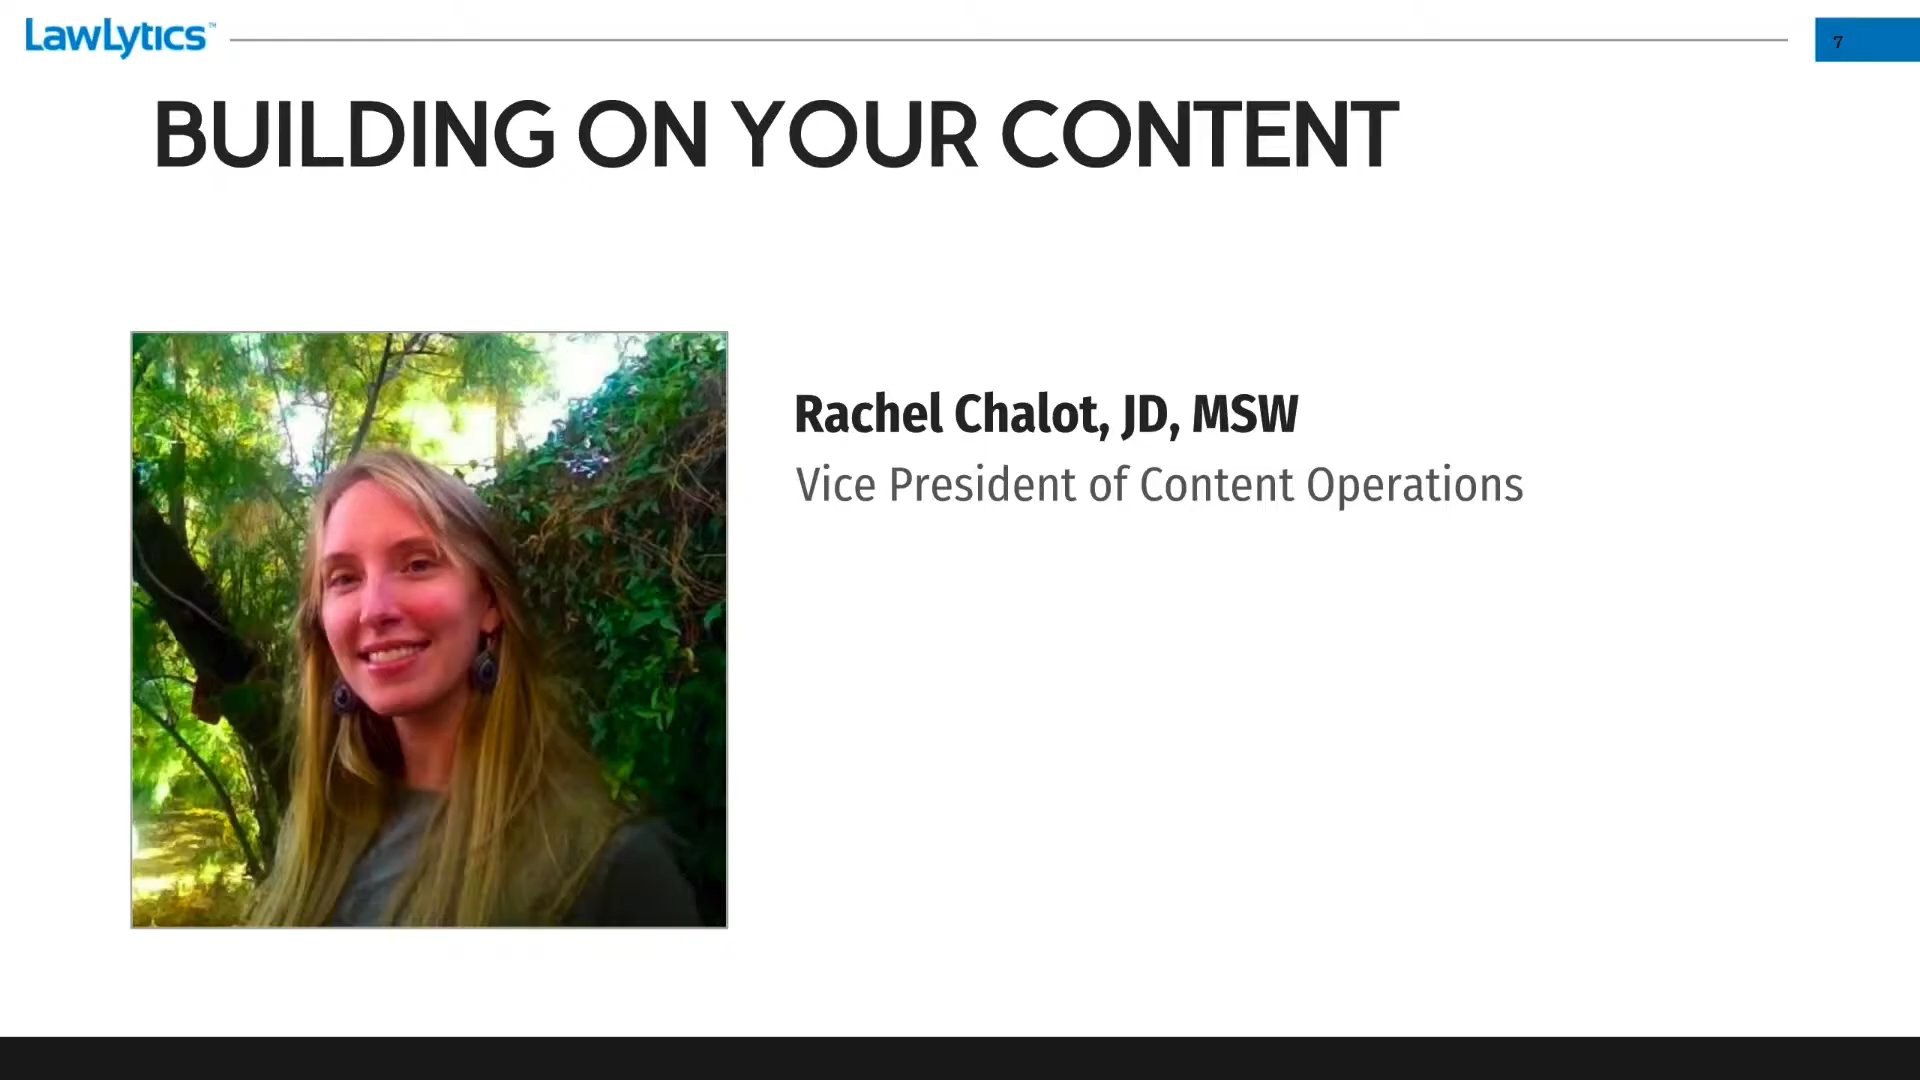 LawLytics™
7
BUILDING ON YOUR CONTENT
Rachel Chalot, JD, MSW
Vice President of Content Operations